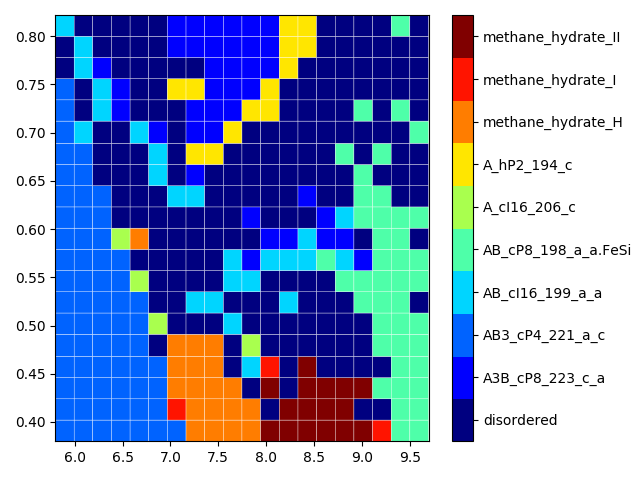 0.80
0.75
0.70
0.65
0.60
0.55
0.50
0.45
0.40
6.0 6.5 7.0 7.5 8.0 8.5 9.0 9.5
methane_hydrate_II
methane_hydrate_I
methane_hydrate_H
A_hP2_194_c
A_cI16_206_c
AB_cP8_198_a_a.FeSi
AB_cI16_199_a_a
AB3_cP4_221_a_c
A3B_cP8_223_c_a
disordered